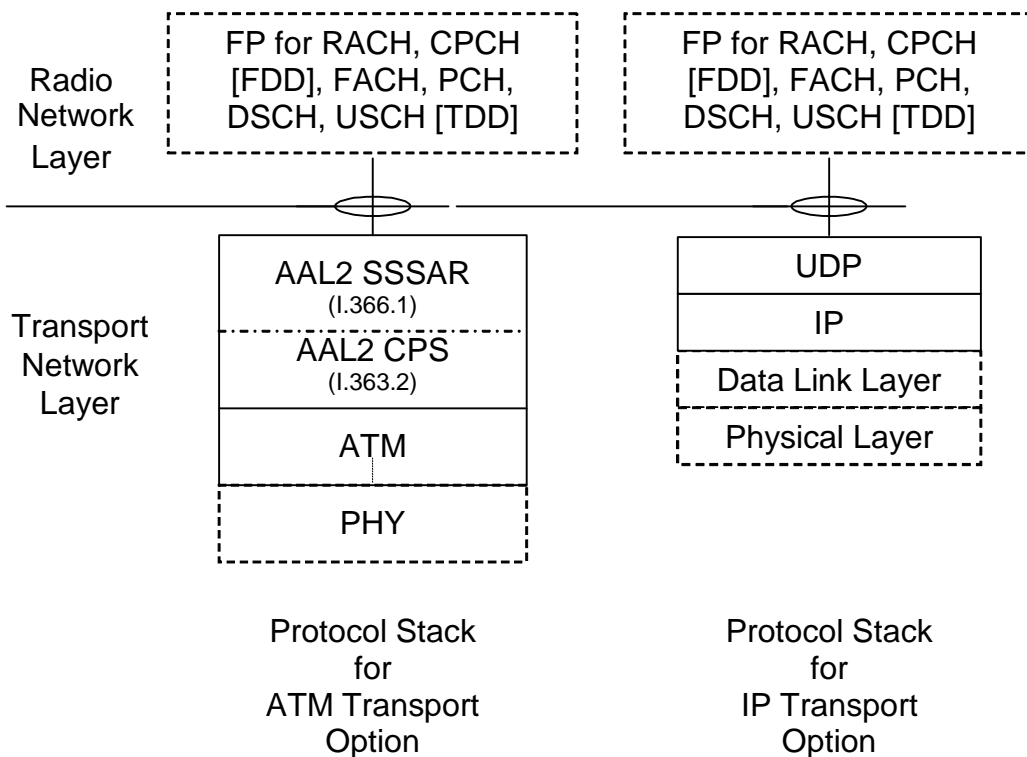 Radio
Network
Layer
FP for RACH, CPCH
[FDD], FACH, PCH,
DSCH, USCH [TDD]
FP for RACH, CPCH
[FDD], FACH, PCH,
DSCH, USCH [TDD]
Transport
Network
Layer
AAL2 SSSAR
(I.366.1)
AAL2 CPS
(I.363.2)
ATM
PHY
UDP
IP
Data Link Layer
Physical Layer
Protocol Stack
for
ATM Transport
Option
Protocol Stack
for
IP Transport
Option